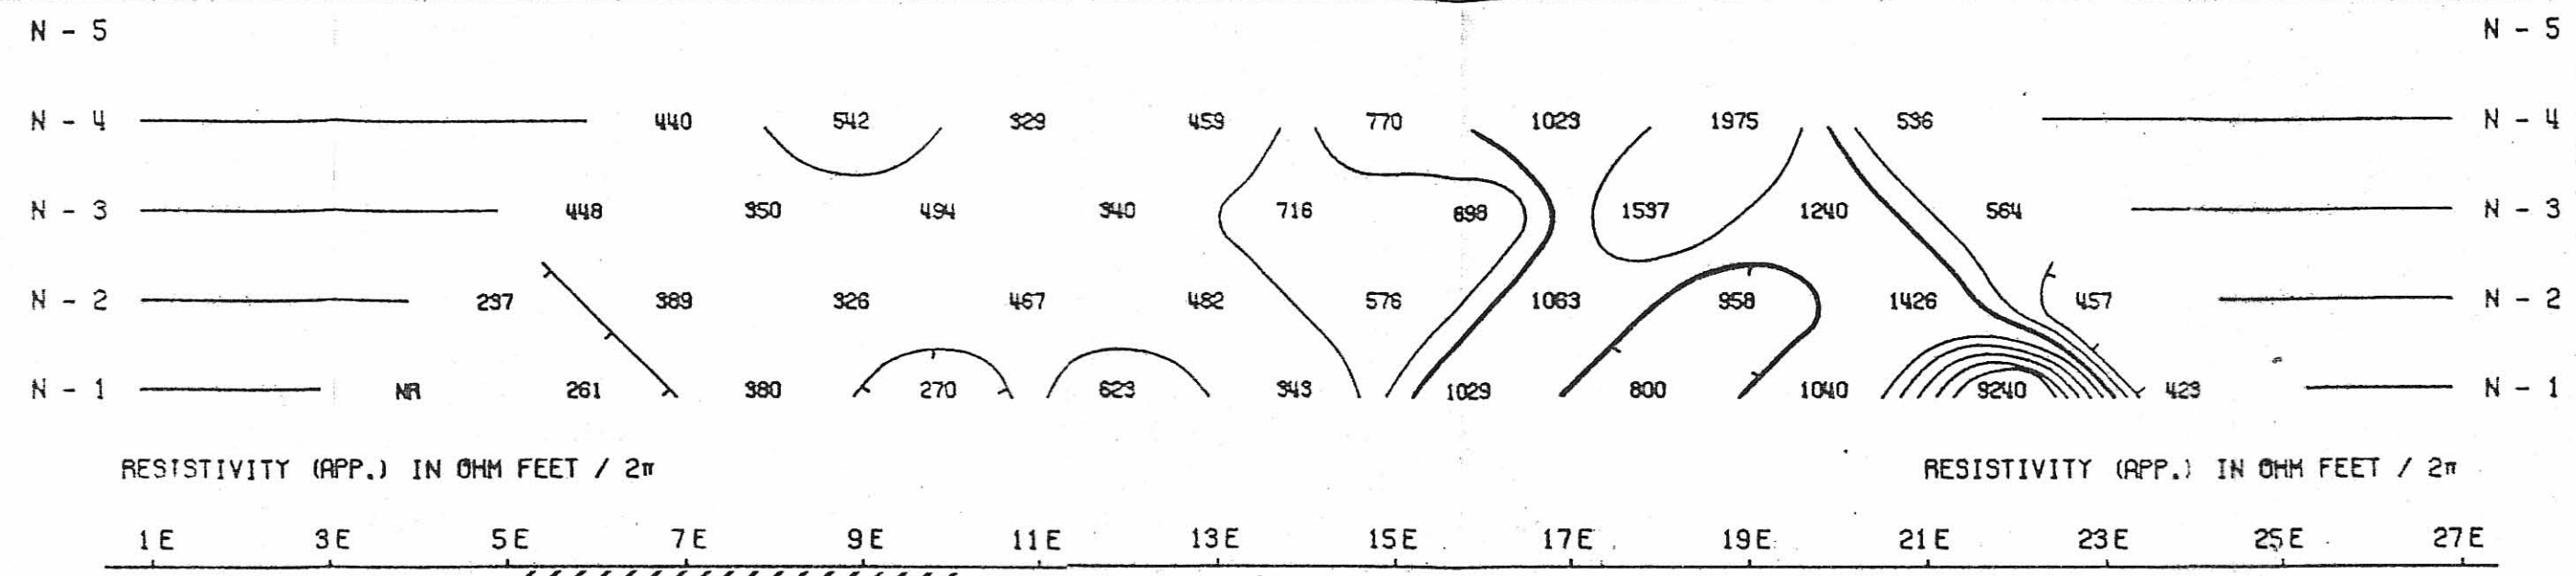 N - 5 N - 5
N - 4 440 542 329 459 770 1023 1975 536 N - 4
N - 3 448 350 494 340 716 898 1537 1240 564 N - 3
N - 2 237 389 326 467 482 576 1063 958 1426 457 N - 2
N - 1 NR 261 380 270 623 343 1029 800 1040 9240 423 N - 1
RESISTIVITY (APP.) IN OHM FEET / 2π RESISTIVITY (APP.) IN OHM FEET / 2π
1E 3E 5E 7E 9E 11E 13E 15E 17E 19E 21E 23E 25E 27E